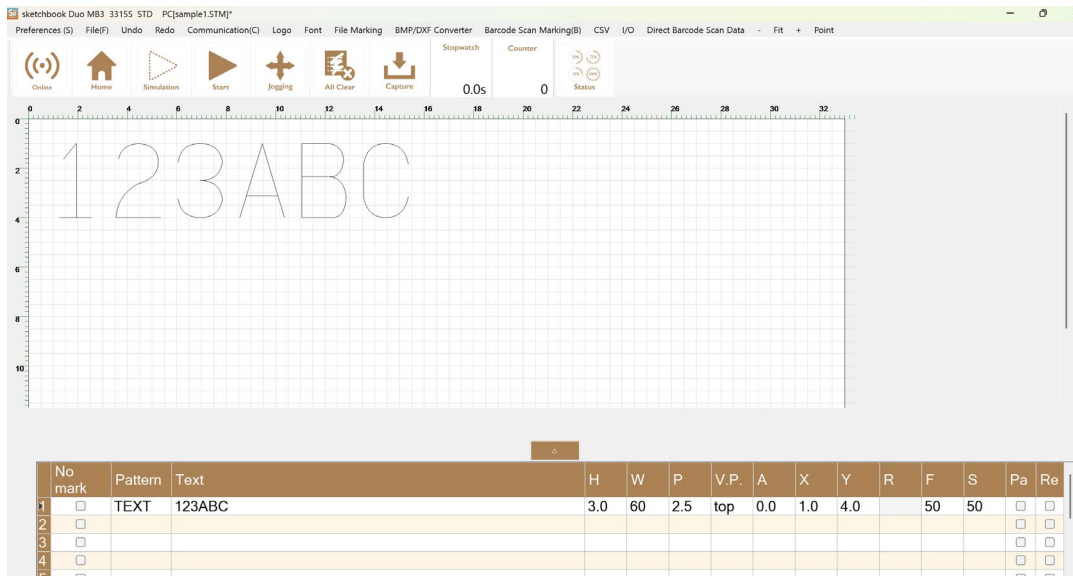 sketchbook Duo MB3 3315S STD PC[sample1.STM]*
Preferences (S) File(F) Undo Redo Communication(C) Logo Font File Marking BMP/DXF Converter Barcode Scan Marking(B) CSV I/O Direct Barcode Scan Data - Fit + Point
Stopwatch Counter
Online Home Simulation Start Jogging All Clear Capture 0.0s 0 Status
0 2 4 6 8 10 12 14 16 18 20 22 24 26 28 30 32
0
2
4
6
8
10
123ABC
No mark Pattern Text H W P V.P. A X Y R F S Pa Re
1 TEXT 123ABC 3.0 60 2.5 top 0.0 1.0 4.0 50 50
2
3
4